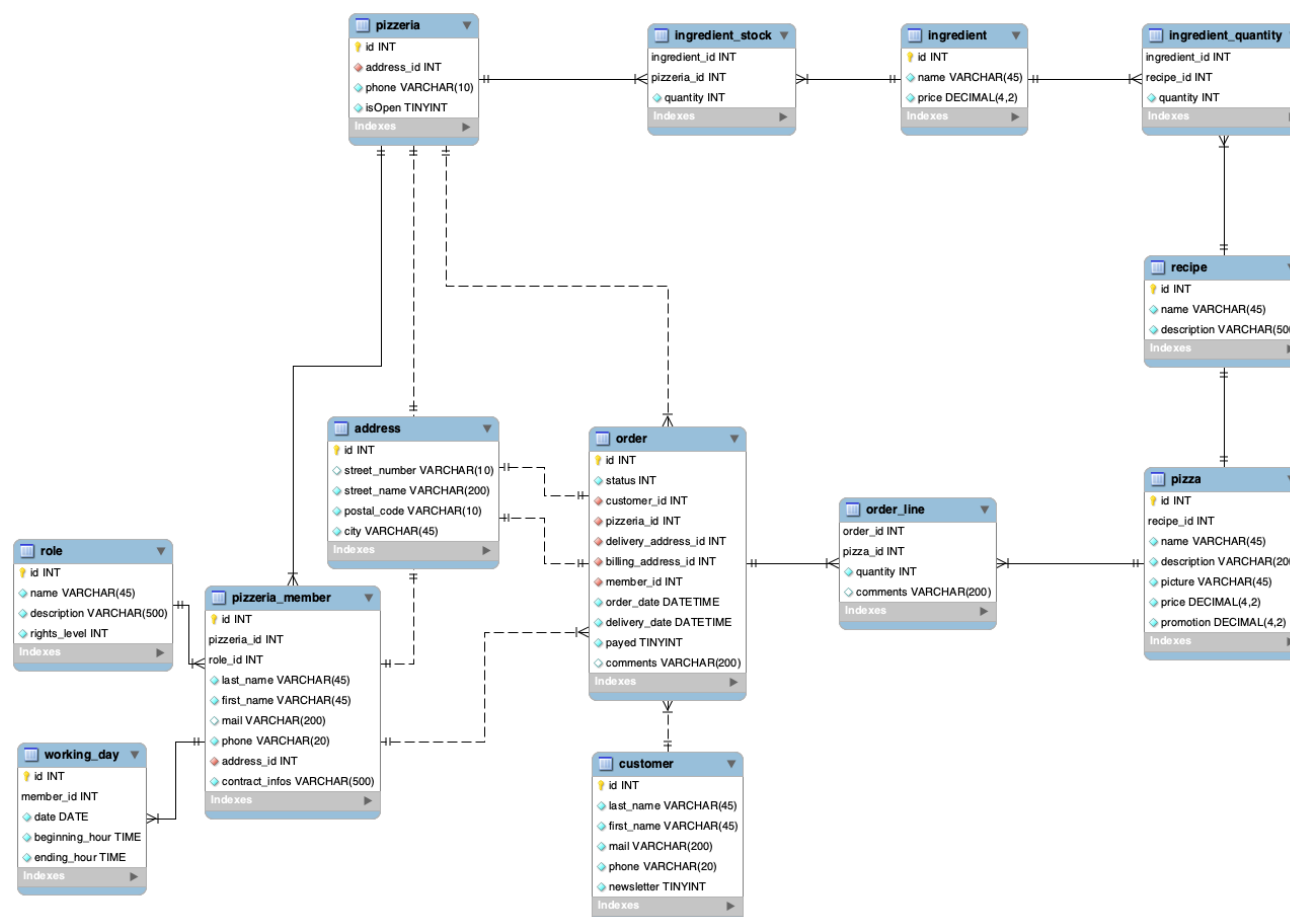 pizzeria
id INT
address_id INT
phone VARCHAR(10)
isOpen TINYINT
Indexes
ingredient_stock
ingredient_id INT
pizzeria_id INT
quantity INT
Indexes
ingredient
id INT
name VARCHAR(45)
price DECIMAL(4,2)
Indexes
ingredient_quantity
ingredient_id INT
recipe_id INT
quantity INT
Indexes
recipe
id INT
name VARCHAR(45)
description VARCHAR(500
Indexes
address
id INT
street_number VARCHAR(10)
street_name VARCHAR(200)
postal_code VARCHAR(10)
city VARCHAR(45)
Indexes
order
id INT
status INT
customer_id INT
pizzeria_id INT
delivery_address_id INT
billing_address_id INT
member_id INT
order_date DATETIME
delivery_date DATETIME
payed TINYINT
comments VARCHAR(200)
Indexes
order_line
order_id INT
pizza_id INT
quantity INT
comments VARCHAR(200)
Indexes
pizza
id INT
recipe_id INT
name VARCHAR(45)
description VARCHAR(200
picture VARCHAR(45)
price DECIMAL(4,2)
promotion DECIMAL(4,2)
Indexes
role
id INT
name VARCHAR(45)
description VARCHAR(500)
rights_level INT
Indexes
pizzeria_member
id INT
pizzeria_id INT
role_id INT
last_name VARCHAR(45)
first_name VARCHAR(45)
mail VARCHAR(200)
phone VARCHAR(20)
address_id INT
contract_infos VARCHAR(500)
Indexes
working_day
id INT
member_id INT
date DATE
beginning_hour TIME
ending_hour TIME
Indexes
customer
id INT
last_name VARCHAR(45)
first_name VARCHAR(45)
mail VARCHAR(200)
phone VARCHAR(20)
newsletter TINYINT
Indexes